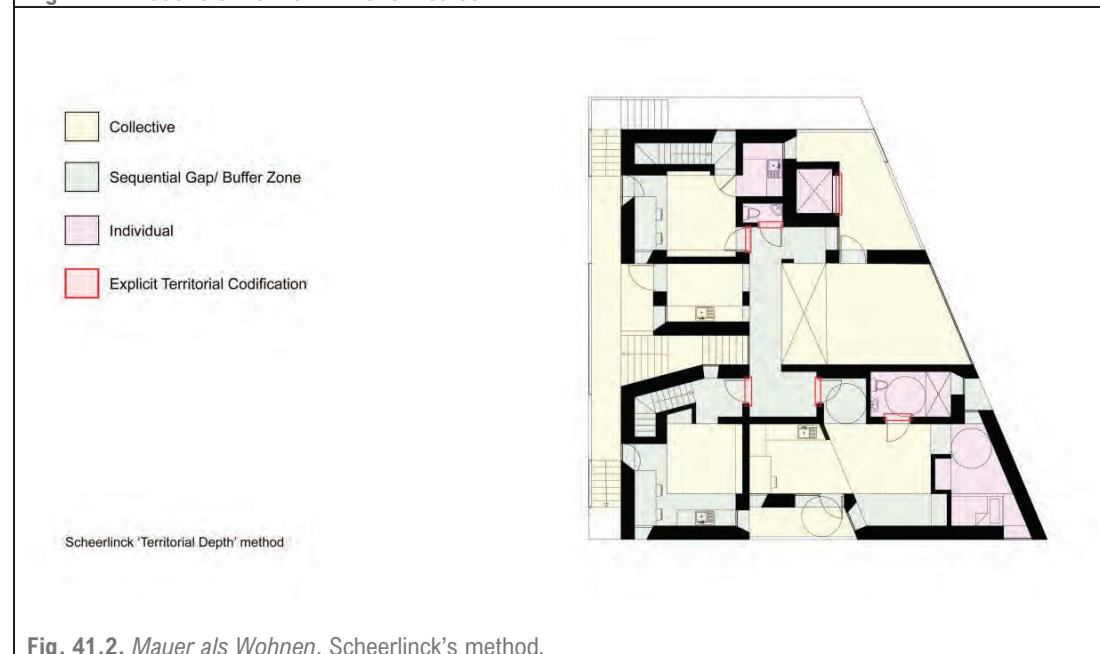 Collective
Sequential Gap/ Buffer Zone
Individual
Explicit Territorial Codification
Scheerlinck 'Territorial Depth' method
Fig. 41.2. Mauer als Wohnen. Scheerlinck's method.